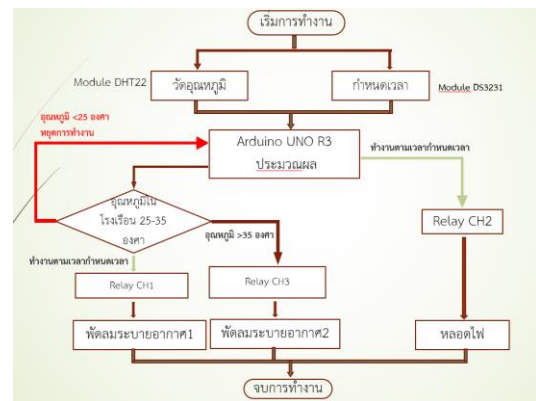 เริ่มการทำงาน
Module DHT22
วัดอุณหภูมิ
กำหนดเวลา
Module DS3231
อุณหภูมิ <25 องศา
หยุดการทำงาน
Arduino UNO R3
ประมวณผล
ทำงานตามเวลากำหนดเวลา
อุณหภูมิใน
โรงเรือน 25-35
องศา
Relay CH2
อุณหภูมิ >35 องศา
ทำงานตามเวลากำหนดเวลา
Relay CH1
Relay CH3
พัดลมระบายอากาศ1
พัดลมระบายอากาศ2
หลอดไฟ
จบการทำงาน